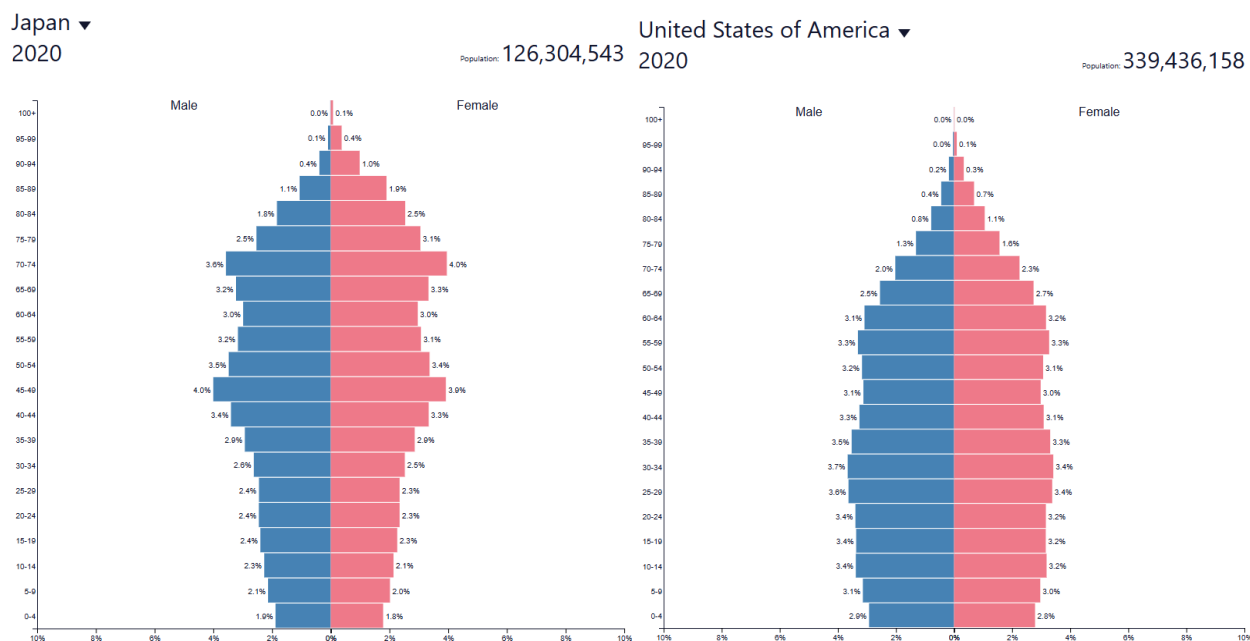 Japan ▼
2020
Population: 126,304,543
Male Female
100+ 0.0% 0.1%
95-99 0.1% 0.4%
90-94 0.4% 1.0%
85-89 1.1% 1.9%
80-84 1.8% 2.5%
75-79 2.5% 3.1%
70-74 3.6% 4.0%
65-69 3.2% 3.3%
60-64 3.0% 3.0%
55-59 3.2% 3.1%
50-54 3.5% 3.4%
45-49 4.0% 3.9%
40-44 3.4% 3.3%
35-39 2.9% 2.9%
30-34 2.6% 2.5%
25-29 2.4% 2.3%
20-24 2.4% 2.3%
15-19 2.4% 2.3%
10-14 2.3% 2.1%
5-9 2.1% 2.0%
0-4 1.9% 1.8%
10% 8% 6% 4% 2% 0% 2% 4% 6% 8% 10%
United States of America ▼
2020
Population: 339,436,158
Male Female
100+ 0.0% 0.0%
95-99 0.0% 0.1%
90-94 0.2% 0.3%
85-89 0.4% 0.7%
80-84 0.8% 1.1%
75-79 1.3% 1.6%
70-74 2.0% 2.3%
65-69 2.5% 2.7%
60-64 3.1% 3.2%
55-59 3.3% 3.3%
50-54 3.2% 3.1%
45-49 3.1% 3.0%
40-44 3.3% 3.1%
35-39 3.5% 3.3%
30-34 3.7% 3.4%
25-29 3.6% 3.4%
20-24 3.4% 3.2%
15-19 3.4% 3.2%
10-14 3.4% 3.2%
5-9 3.1% 3.0%
0-4 2.9% 2.8%
10% 8% 6% 4% 2% 0% 2% 4% 6% 8% 10%